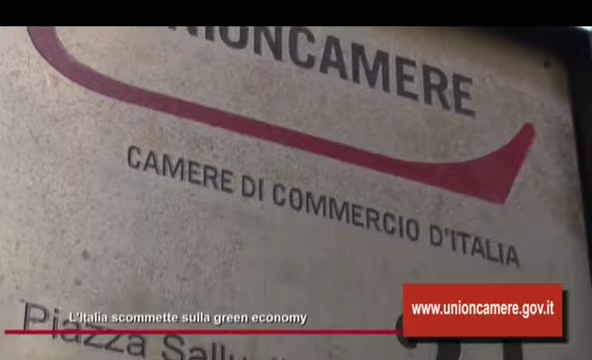 UNIONCAMERE
CAMERE DI COMMERCIO D'ITALIA
www.unioncamere.gov.it
L'Italia scommette sulla green economy
Piazza